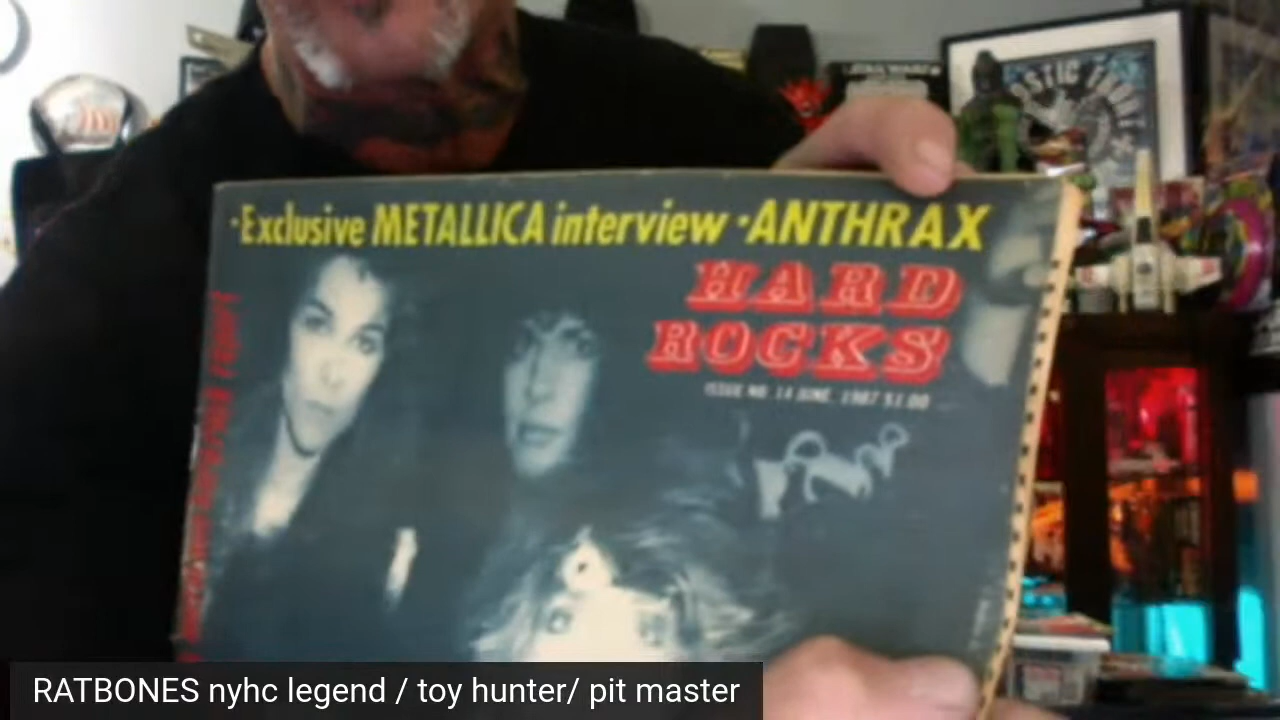 ·Exclusive METALLICA interview ·ANTHRAX
HARD
ROCKS
ISSUE NO. 14 JUNE, 1987 $1.00
RATBONES nyhc legend / toy hunter/ pit master